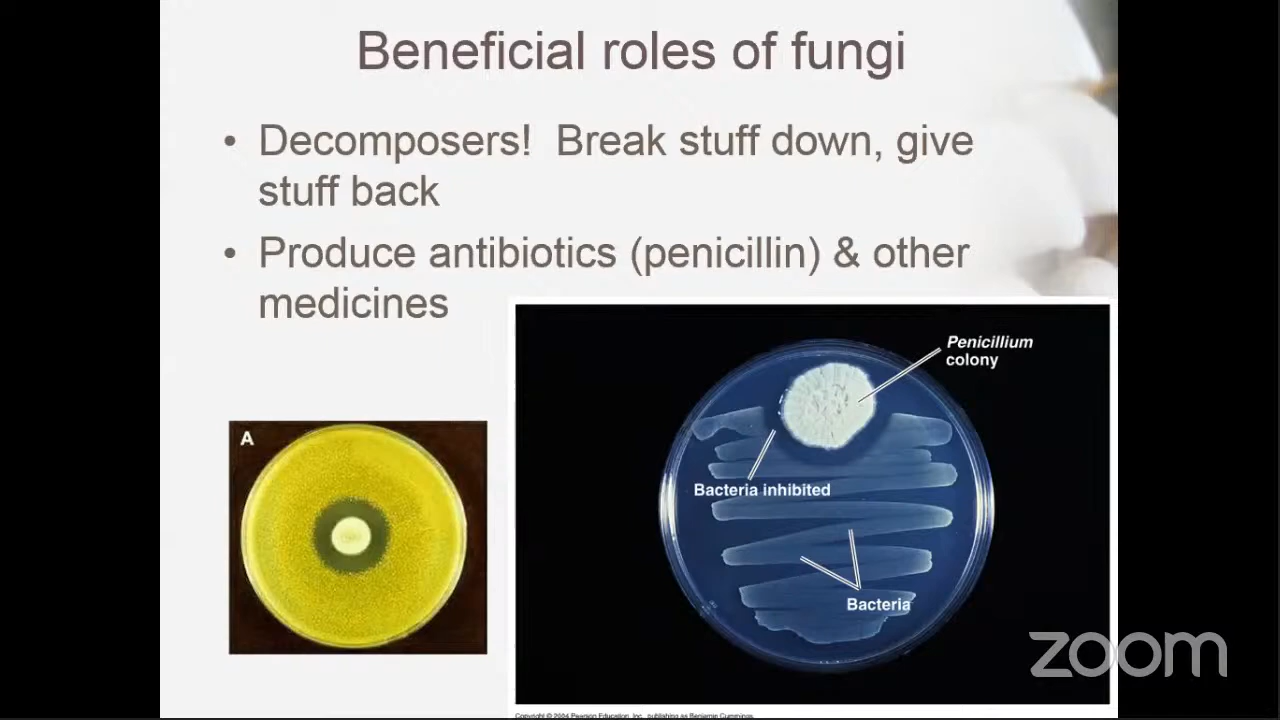 Beneficial roles of fungi
• Decomposers!  Break stuff down, give
stuff back
• Produce antibiotics (penicillin) & other
medicines
Penicillium
colony
A
Bacteria inhibited
Bacteria
zoom
Copyright © 2004 Pearson Education, Inc., publishing as Benjamin Cummings.